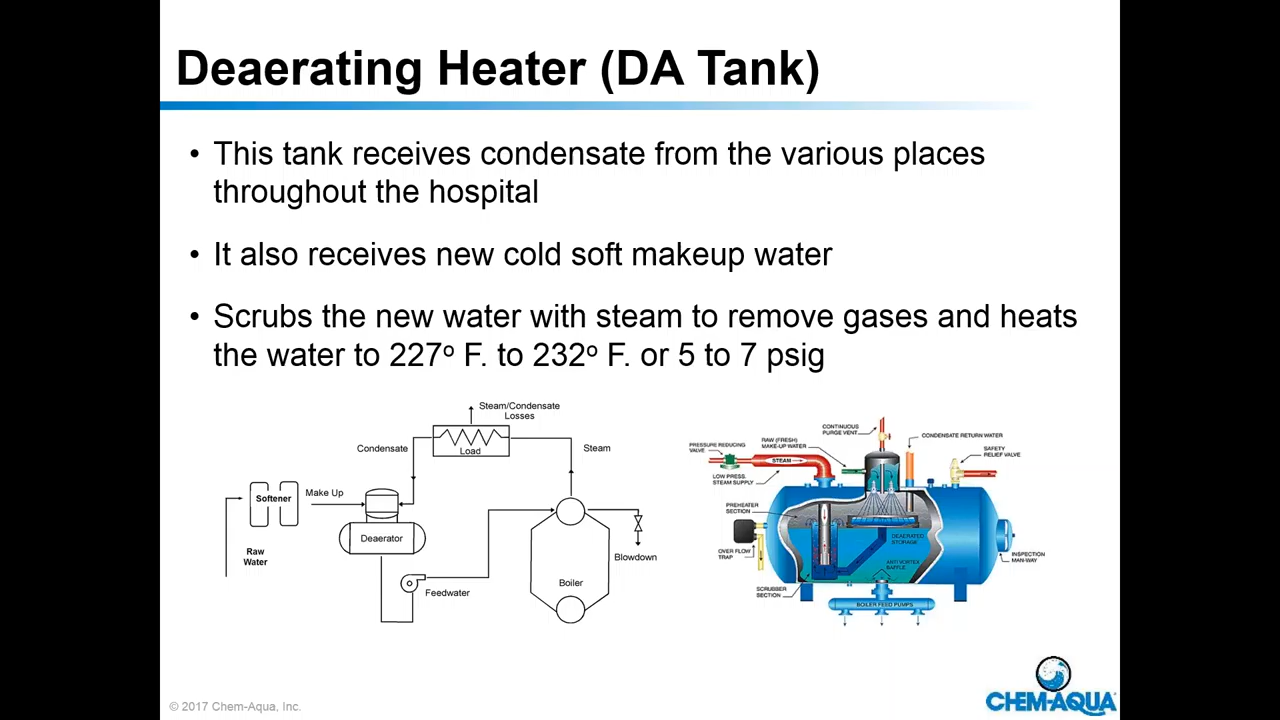 Deaerating Heater (DA Tank)
• This tank receives condensate from the various places
throughout the hospital
• It also receives new cold soft makeup water
• Scrubs the new water with steam to remove gases and heats
the water to 227º F. to 232º F. or 5 to 7 psig
Steam/Condensate
Losses
Condensate
Load
Steam
Softener
Make Up
Deaerator
Raw
Water
Feedwater
Boiler
Blowdown
CONTINUOUS
PURGE VENT
CONDENSATE RETURN WATER
PRESSURE REDUCING
VALVE
RAW (FRESH)
MAKE-UP WATER
SAFETY
RELIEF VALVE
STEAM
LOW PRESS.
STEAM SUPPLY
PREHEATER
SECTION
DEAERATED
STORAGE
OVER FLOW
TRAP
ANTI VORTEX
BAFFLE
INSPECTION
MAN-WAY
SCRUBBER
SECTION
BOILER FEED PUMPS
© 2017 Chem-Aqua, Inc.
CHEM-AQUA